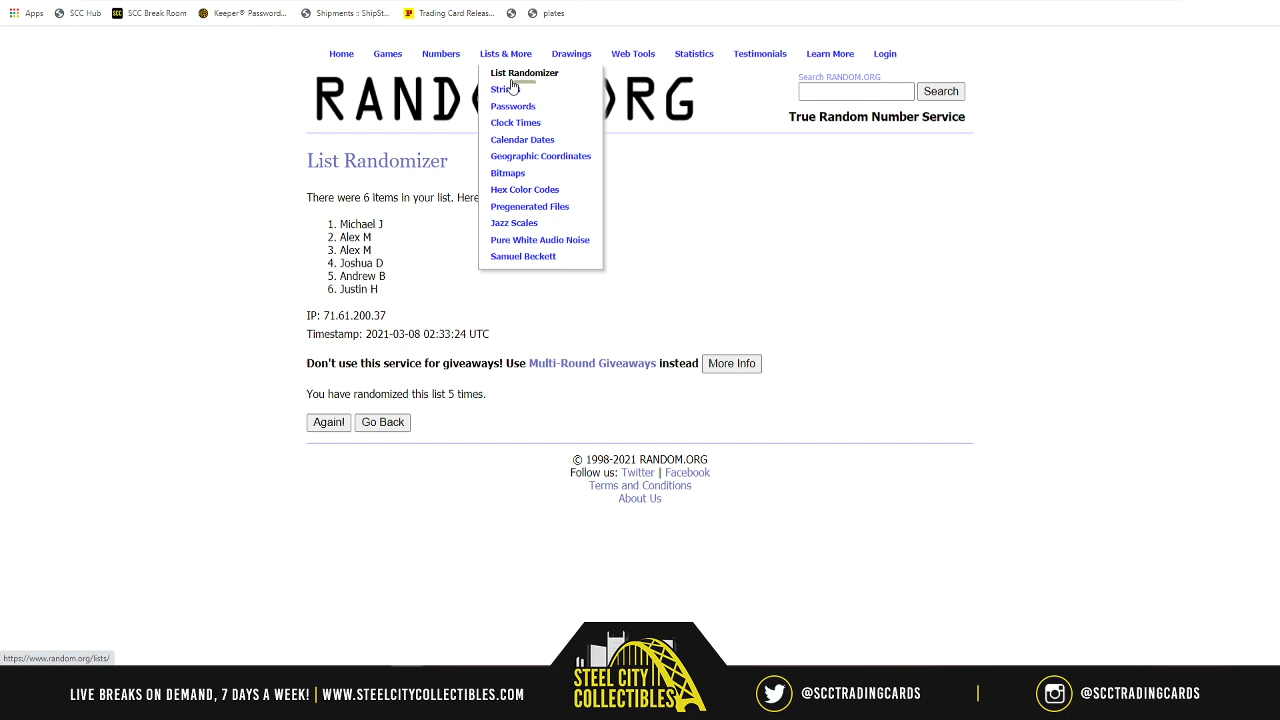 Apps SCC Hub SCC Break Room Keeper® Password... Shipments :: ShipSt... Trading Card Releas... plates
Home Games Numbers Lists & More Drawings Web Tools Statistics Testimonials Learn More Login
List Randomizer
Passwords
Clock Times
Calendar Dates
Geographic Coordinates
Bitmaps
Hex Color Codes
Pregenerated Files
Jazz Scales
Pure White Audio Noise
Samuel Beckett
Search RANDOM.ORG
Search
True Random Number Service
List Randomizer
There were 6 items in your list. Here
1. Michael J
2. Alex M
3. Alex M
4. Joshua D
5. Andrew B
6. Justin H
IP: 71.61.200.37
Timestamp: 2021-03-08 02:33:24 UTC
Don't use this service for giveaways! Use Multi-Round Giveaways instead More Info
You have randomized this list 5 times.
Again! Go Back
© 1998-2021 RANDOM.ORG
Follow us: Twitter | Facebook
Terms and Conditions
About Us
https://www.random.org/lists/
LIVE BREAKS ON DEMAND, 7 DAYS A WEEK! | WWW.STEELCITYCOLLECTIBLES.COM
STEEL CITY
COLLECTIBLES
@SCCTRADINGCARDS | @SCCTRADINGCARDS